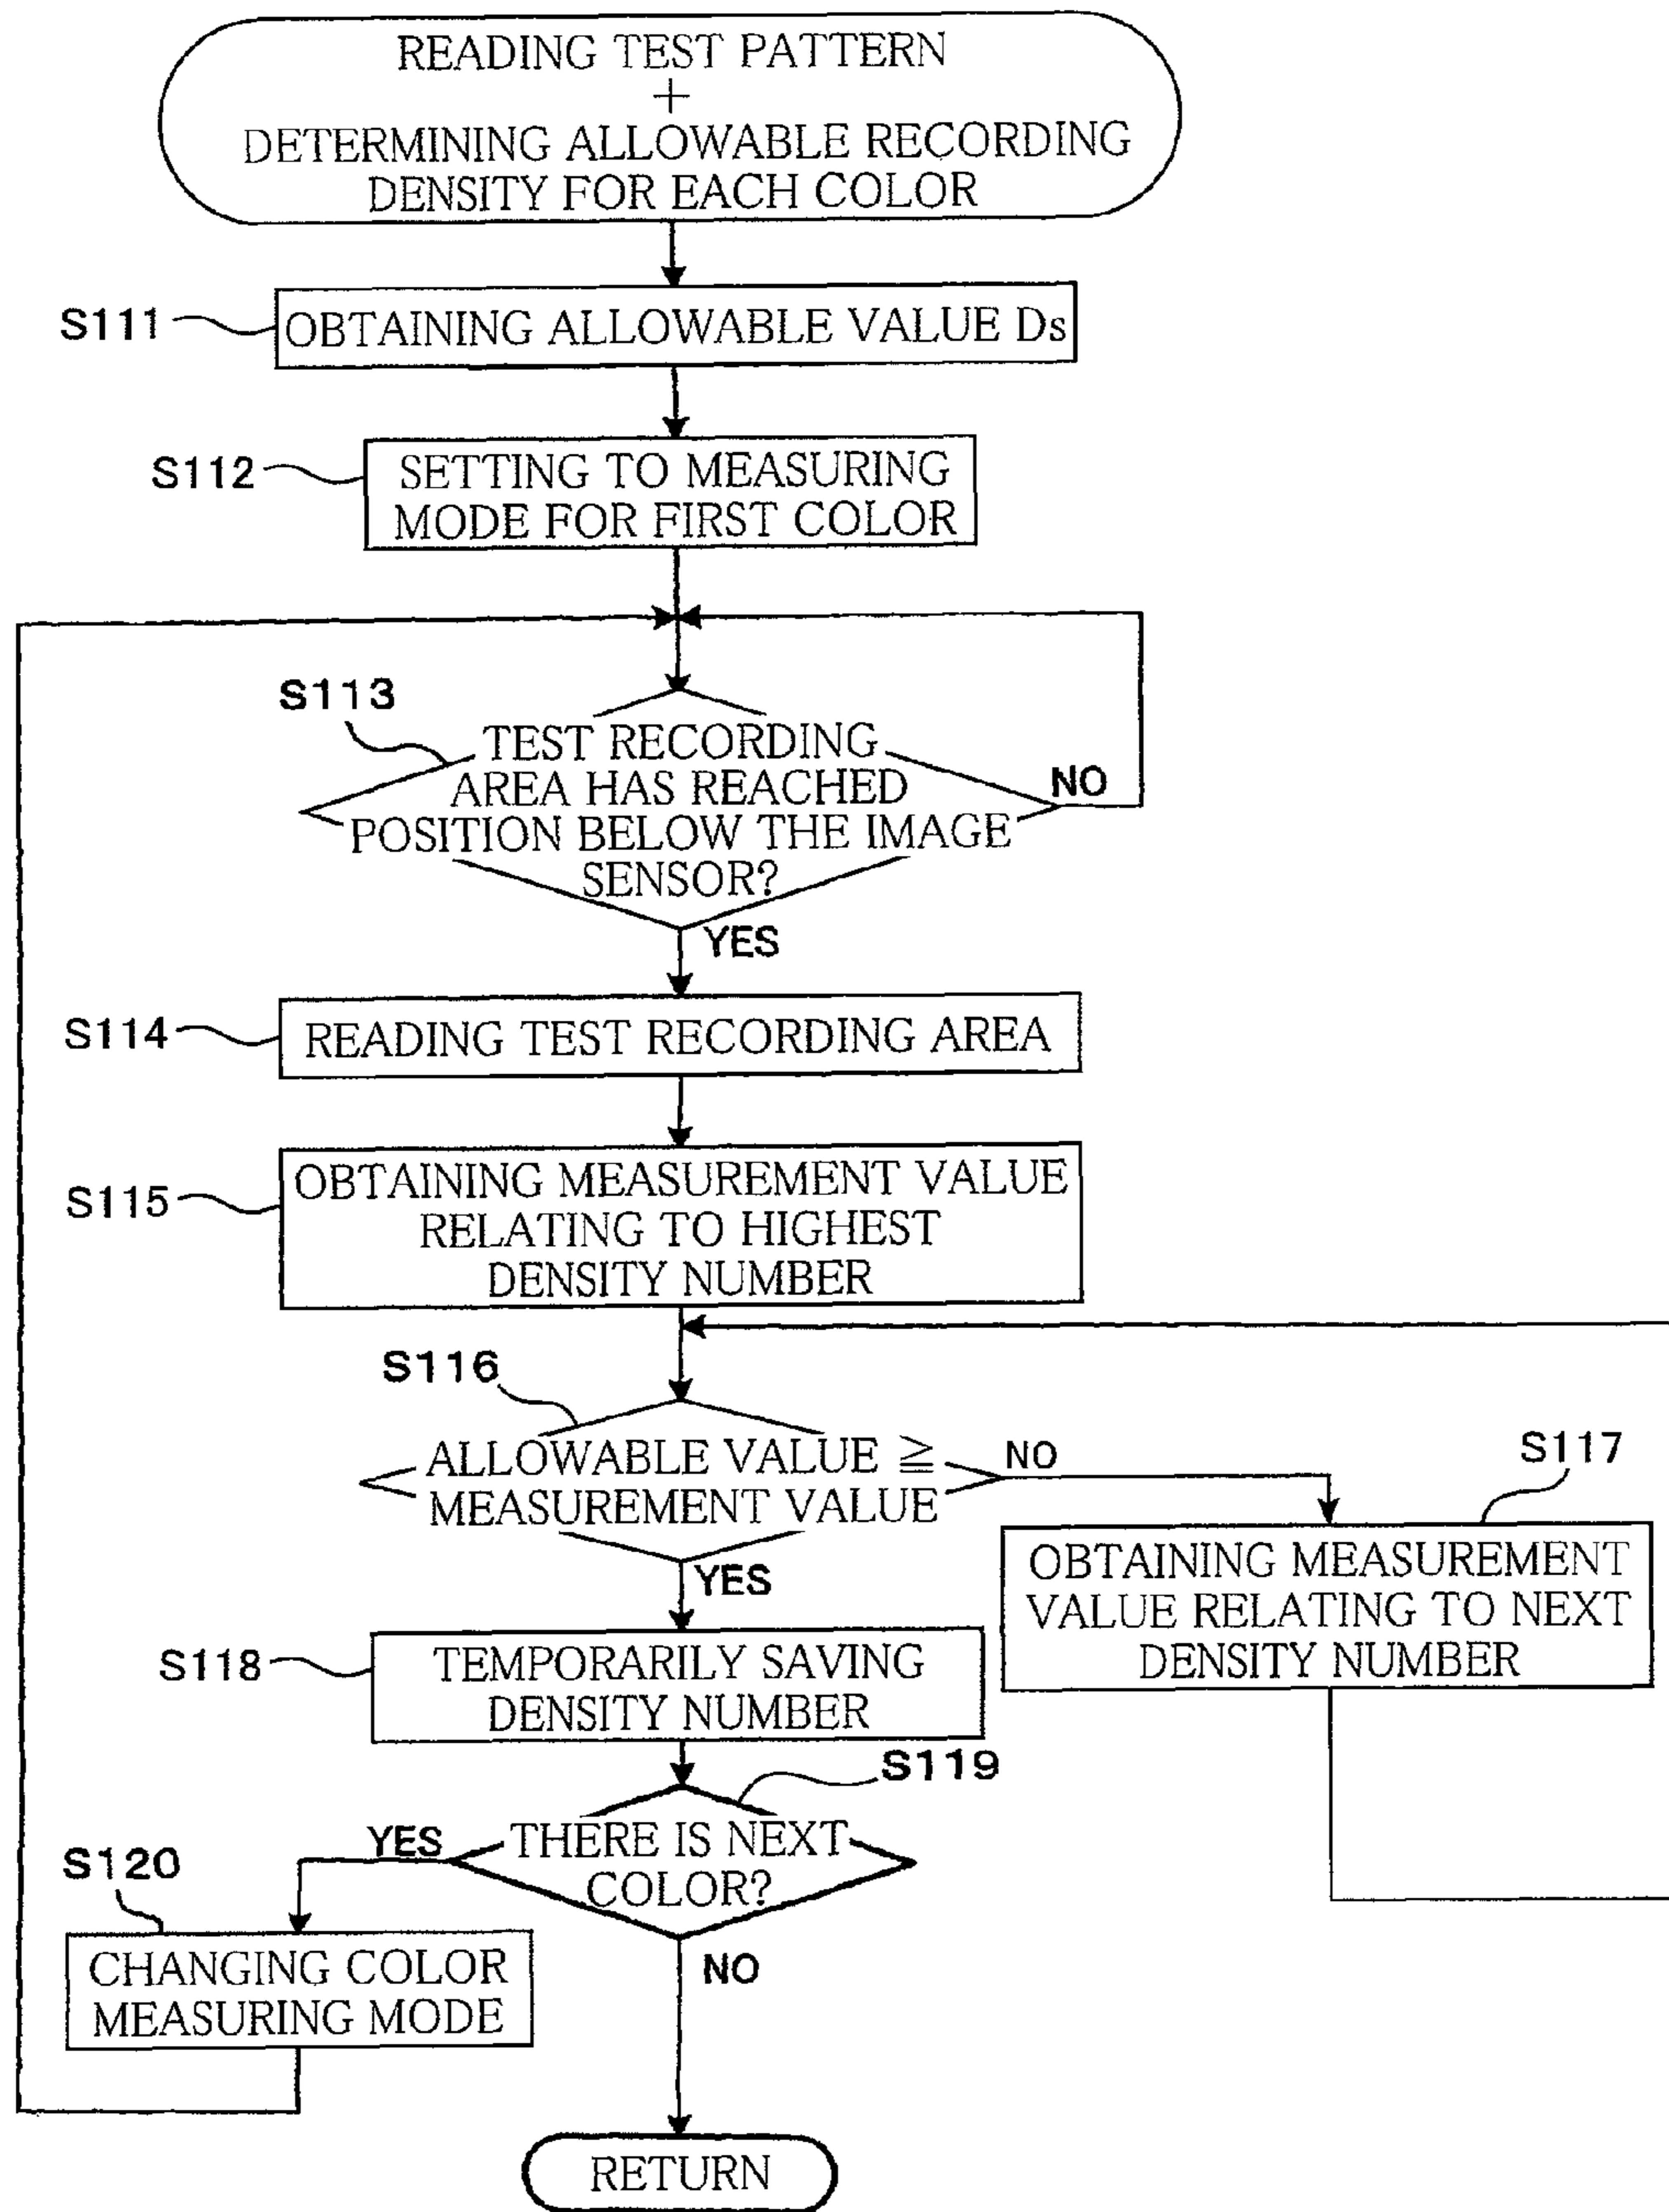 READING TEST PATTERN
+
DETERMINING ALLOWABLE RECORDING
DENSITY FOR EACH COLOR
S111
OBTAINING ALLOWABLE VALUE Ds
S112
SETTING TO MEASURING
MODE FOR FIRST COLOR
S113
TEST RECORDING
AREA HAS REACHED
POSITION BELOW THE IMAGE
SENSOR?
NO
YES
S114
READING TEST RECORDING AREA
S115
OBTAINING MEASUREMENT VALUE
RELATING TO HIGHEST
DENSITY NUMBER
S116
ALLOWABLE VALUE ≧
MEASUREMENT VALUE
NO
S117
OBTAINING MEASUREMENT
VALUE RELATING TO NEXT
DENSITY NUMBER
YES
S118
TEMPORARILY SAVING
DENSITY NUMBER
S119
THERE IS NEXT
COLOR?
YES
S120
CHANGING COLOR
MEASURING MODE
NO
RETURN